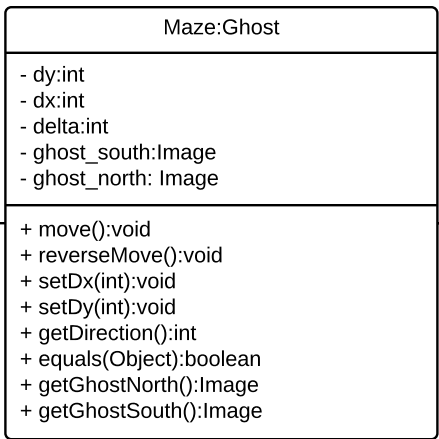 Maze:Ghost
- dy:int
- dx:int
- delta:int
- ghost_south:Image
- ghost_north: Image
+ move():void
+ reverseMove():void
+ setDx(int):void
+ setDy(int):void
+ getDirection():int
+ equals(Object):boolean
+ getGhostNorth():Image
+ getGhostSouth():Image